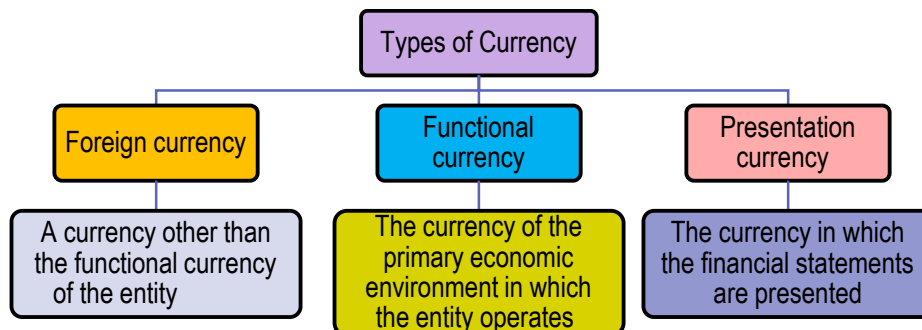 Types of Currency
Foreign currency
Functional
currency
Presentation
currency
A currency other than
the functional currency
of the entity
The currency of the
primary economic
environment in which
the entity operates
The currency in which
the financial statements
are presented